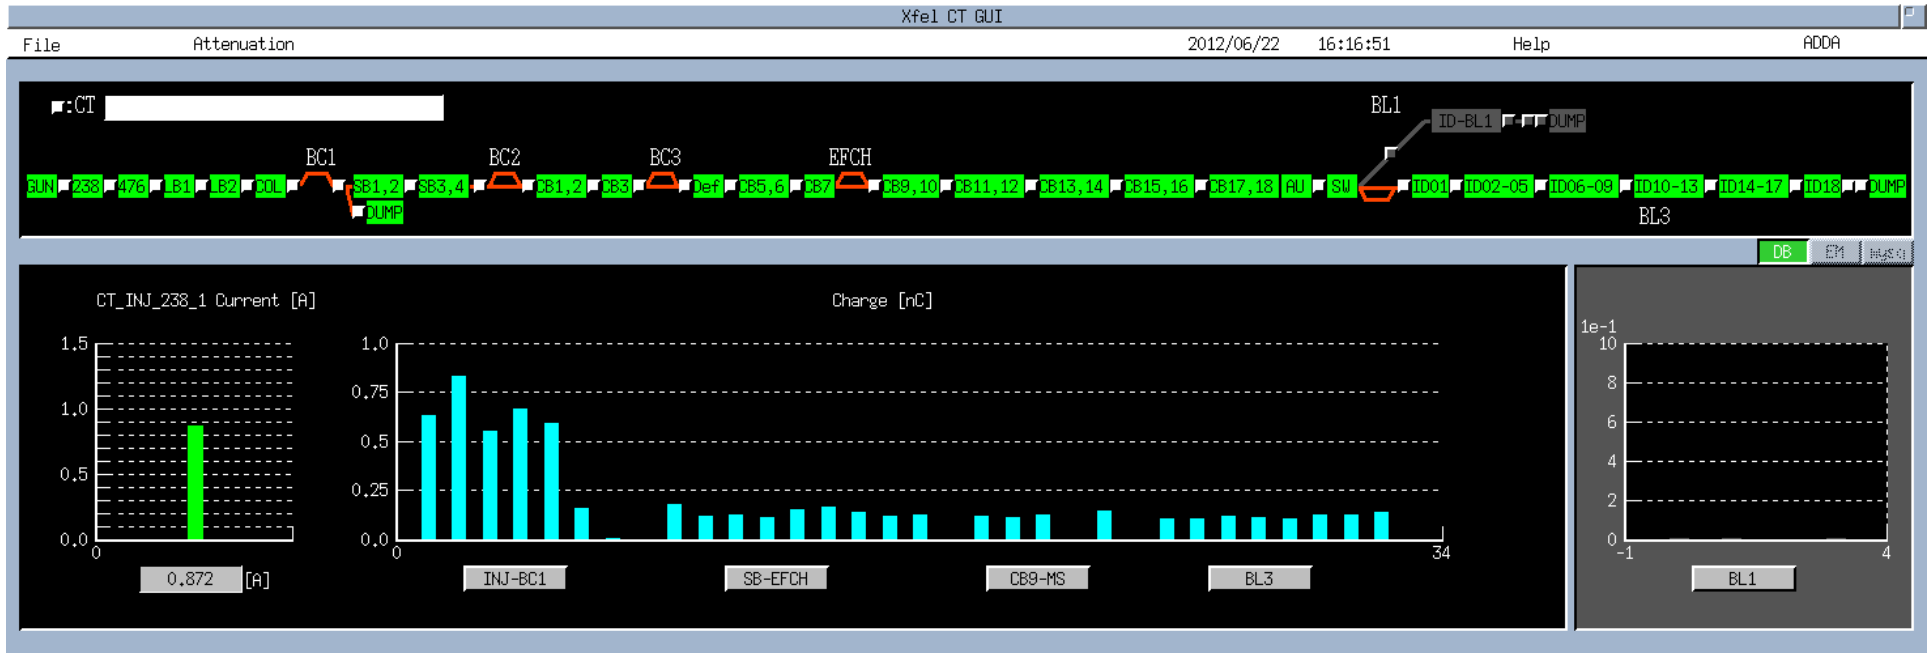 Xfel CT GUI
File Attenuation 2012/06/22 16:16:51 Help ADDA
:CT BL1
ID-BL1 DUMP
BC1 BC2 BC3 EFCH
GUN 238 476 LB1 LB2 COL SB1,2 SB3,4 CB1,2 CB3 Def CB5,6 CB7 CB9,10 CB11,12 CB13,14 CB15,16 CB17,18 AU SW ID01 ID02-05 ID06-09 ID10-13 ID14-17 ID18 DUMP
DUMP BL3
DB EM
CT_INJ_238_1 Current [A] Charge [nC]
1e-1
1.5 1.0 10
0.75 8
1.0 6
0.5 4
0.5 0.25 2
0.0 0.0 0
0 0 34 -1 4
0.872 [A] INJ-BC1 SB-EFCH CB9-MS BL3 BL1